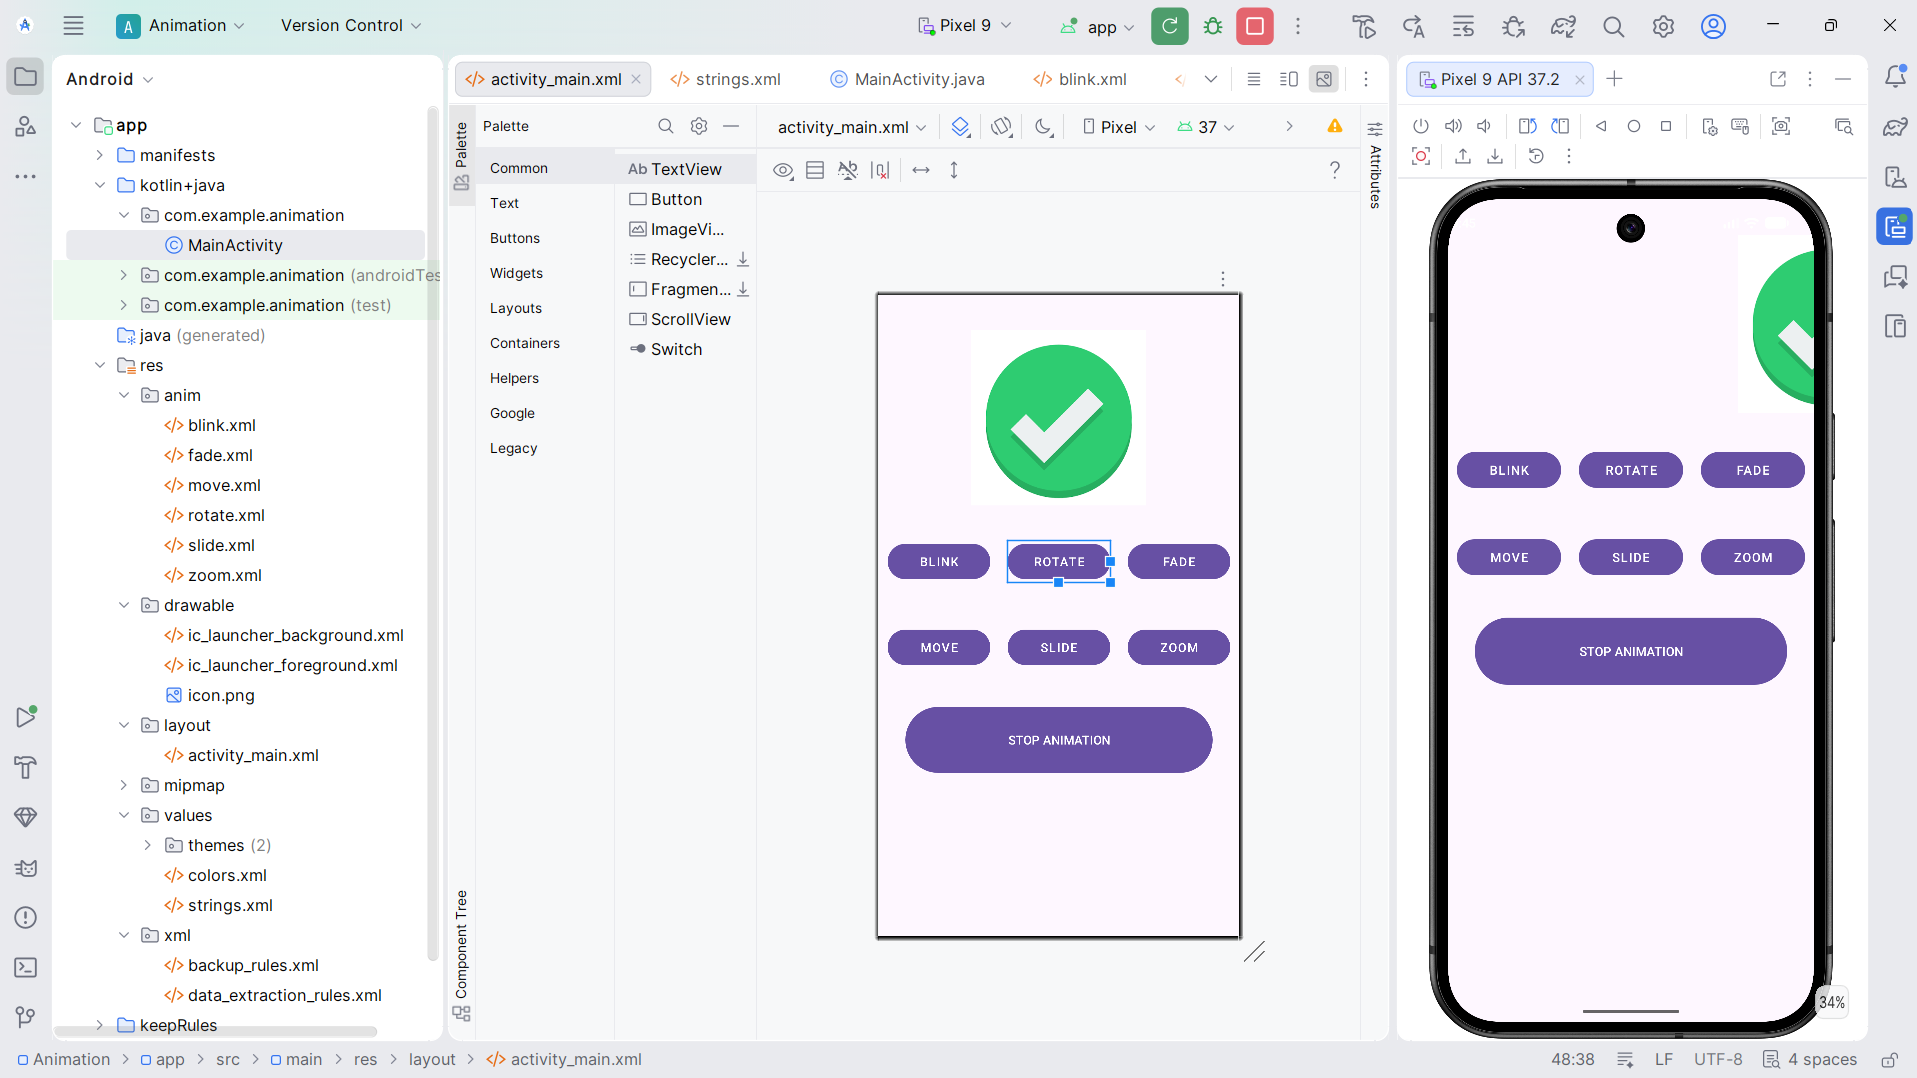 A Animation Version Control Pixel 9 app
Android
activity_main.xml strings.xml MainActivity.java blink.xml
Pixel 9 API 37.2
app
manifests
kotlin+java
com.example.animation
MainActivity
com.example.animation (androidTes
com.example.animation (test)
java (generated)
res
anim
blink.xml
fade.xml
move.xml
rotate.xml
slide.xml
zoom.xml
drawable
ic_launcher_background.xml
ic_launcher_foreground.xml
icon.png
layout
activity_main.xml
mipmap
values
themes (2)
colors.xml
strings.xml
xml
backup_rules.xml
data_extraction_rules.xml
keepRules
Palette
Component Tree
Palette
Common
Text
Buttons
Widgets
Layouts
Containers
Helpers
Google
Legacy
Ab TextView
Button
ImageVi...
Recycler...
Fragmen...
ScrollView
Switch
activity_main.xml Pixel 37
Attributes
BLINK ROTATE FADE
MOVE SLIDE ZOOM
STOP ANIMATION
BLINK ROTATE FADE
MOVE SLIDE ZOOM
STOP ANIMATION
34%
Animation app src main res layout activity_main.xml
48:38 LF UTF-8 4 spaces